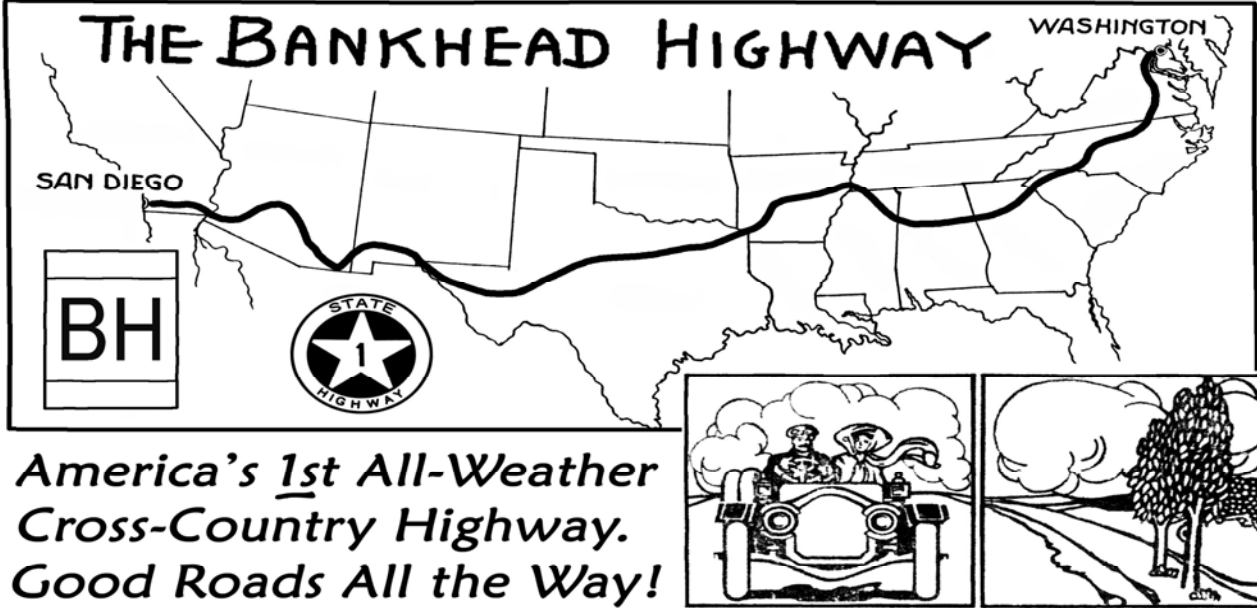 THE BANKHEAD HIGHWAY
WASHINGTON
SAN DIEGO
BH
STATE
1
HIGHWAY
America's 1st All-Weather
Cross-Country Highway.
Good Roads All the Way!